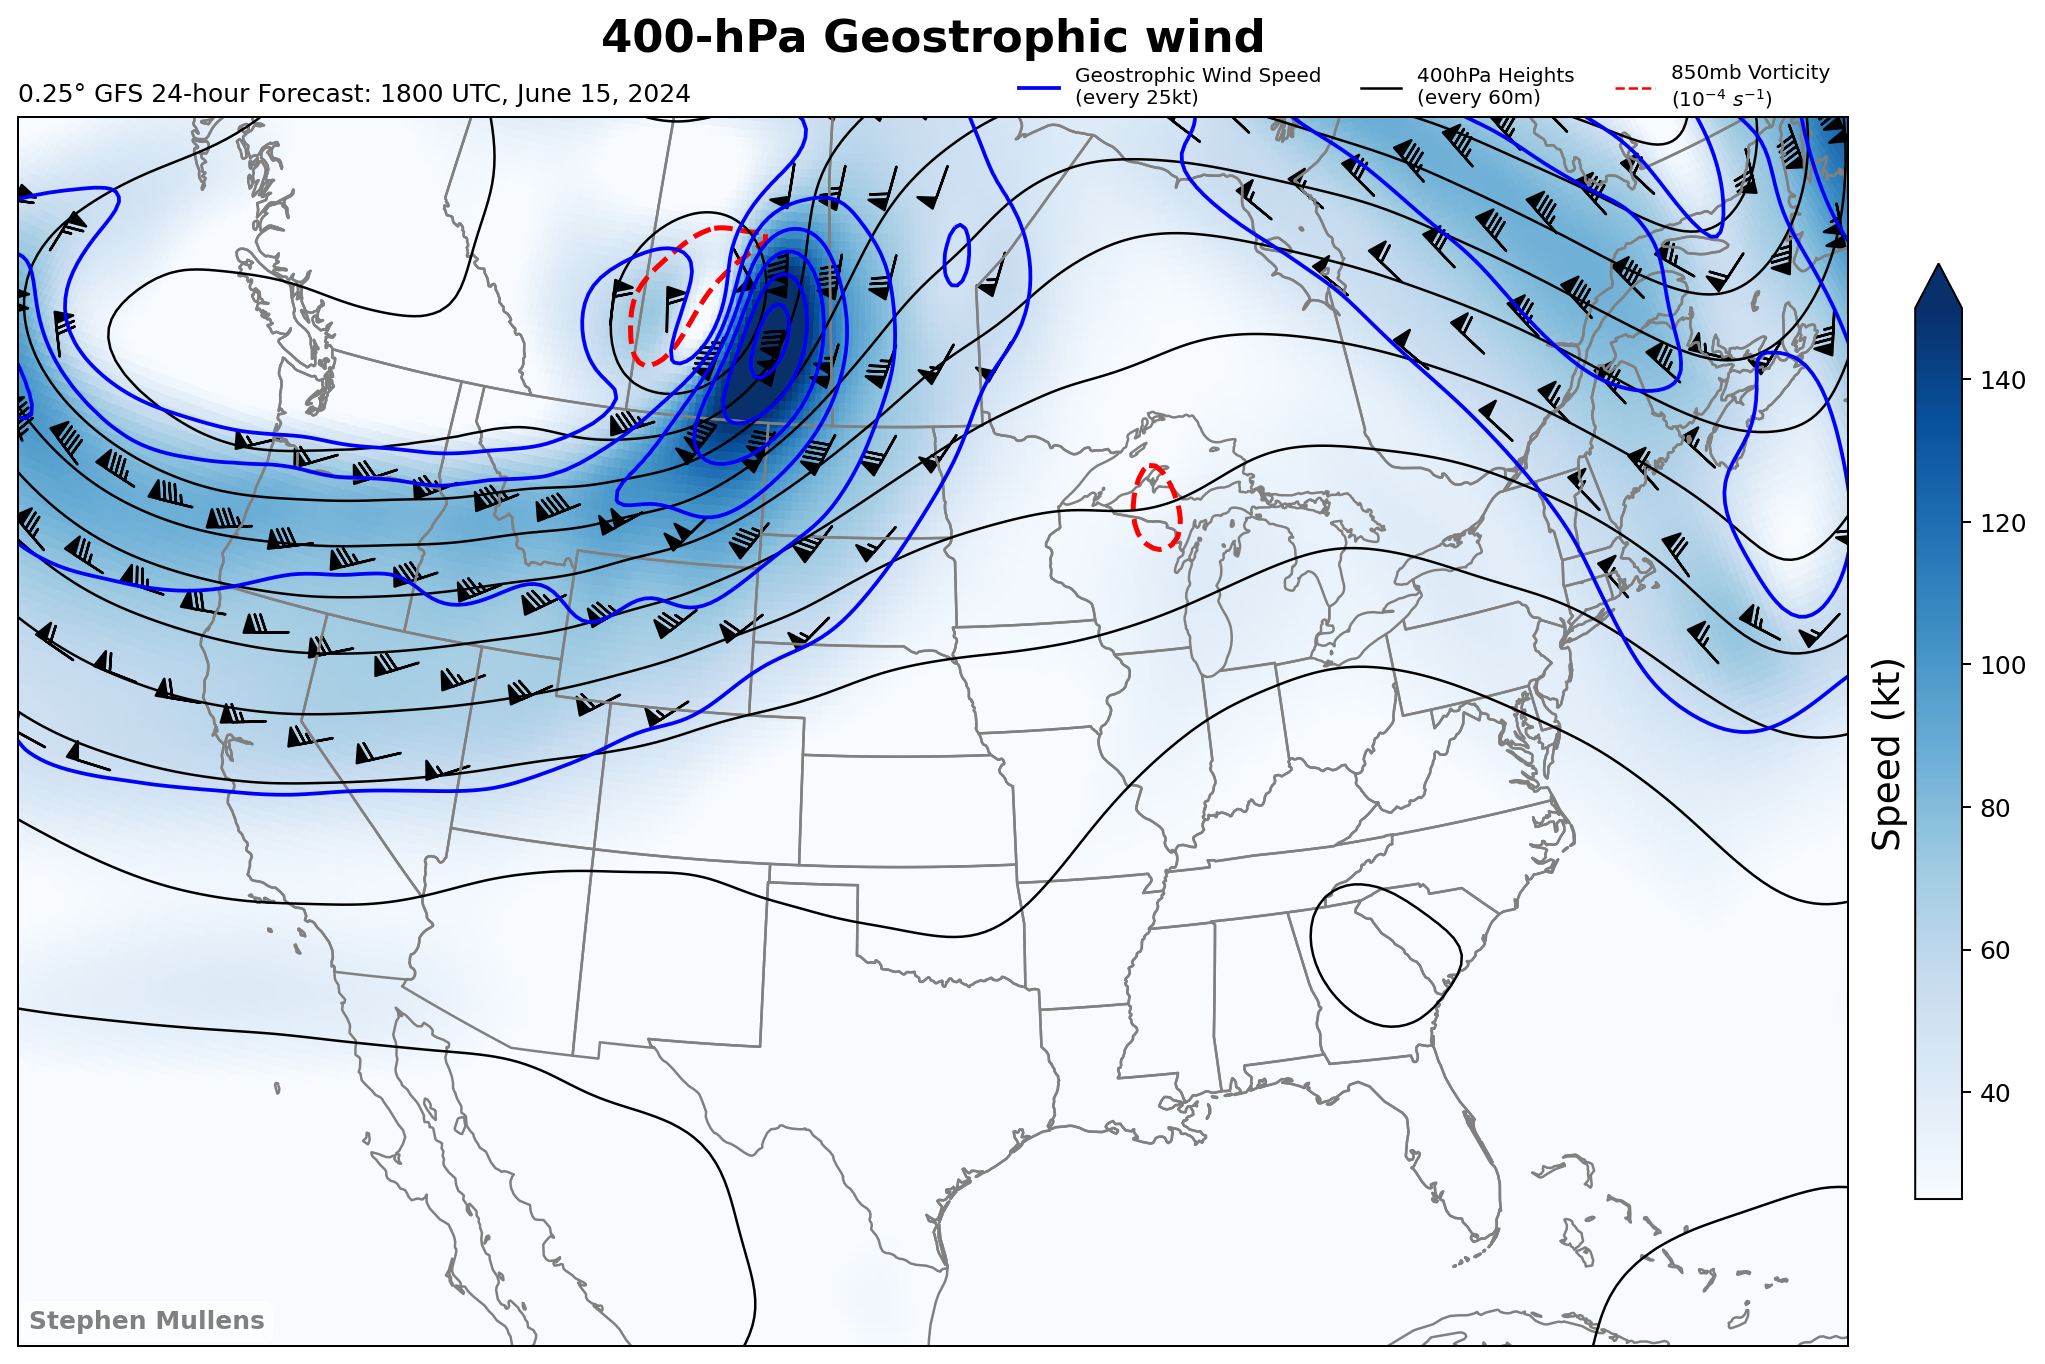 400-hPa Geostrophic wind
0.25° GFS 24-hour Forecast: 1800 UTC, June 15, 2024
Geostrophic Wind Speed
(every 25kt)
400hPa Heights
(every 60m)
850mb Vorticity
(10⁻⁴ s⁻¹)
140
120
100
80
60
40
Speed (kt)
Stephen Mullens